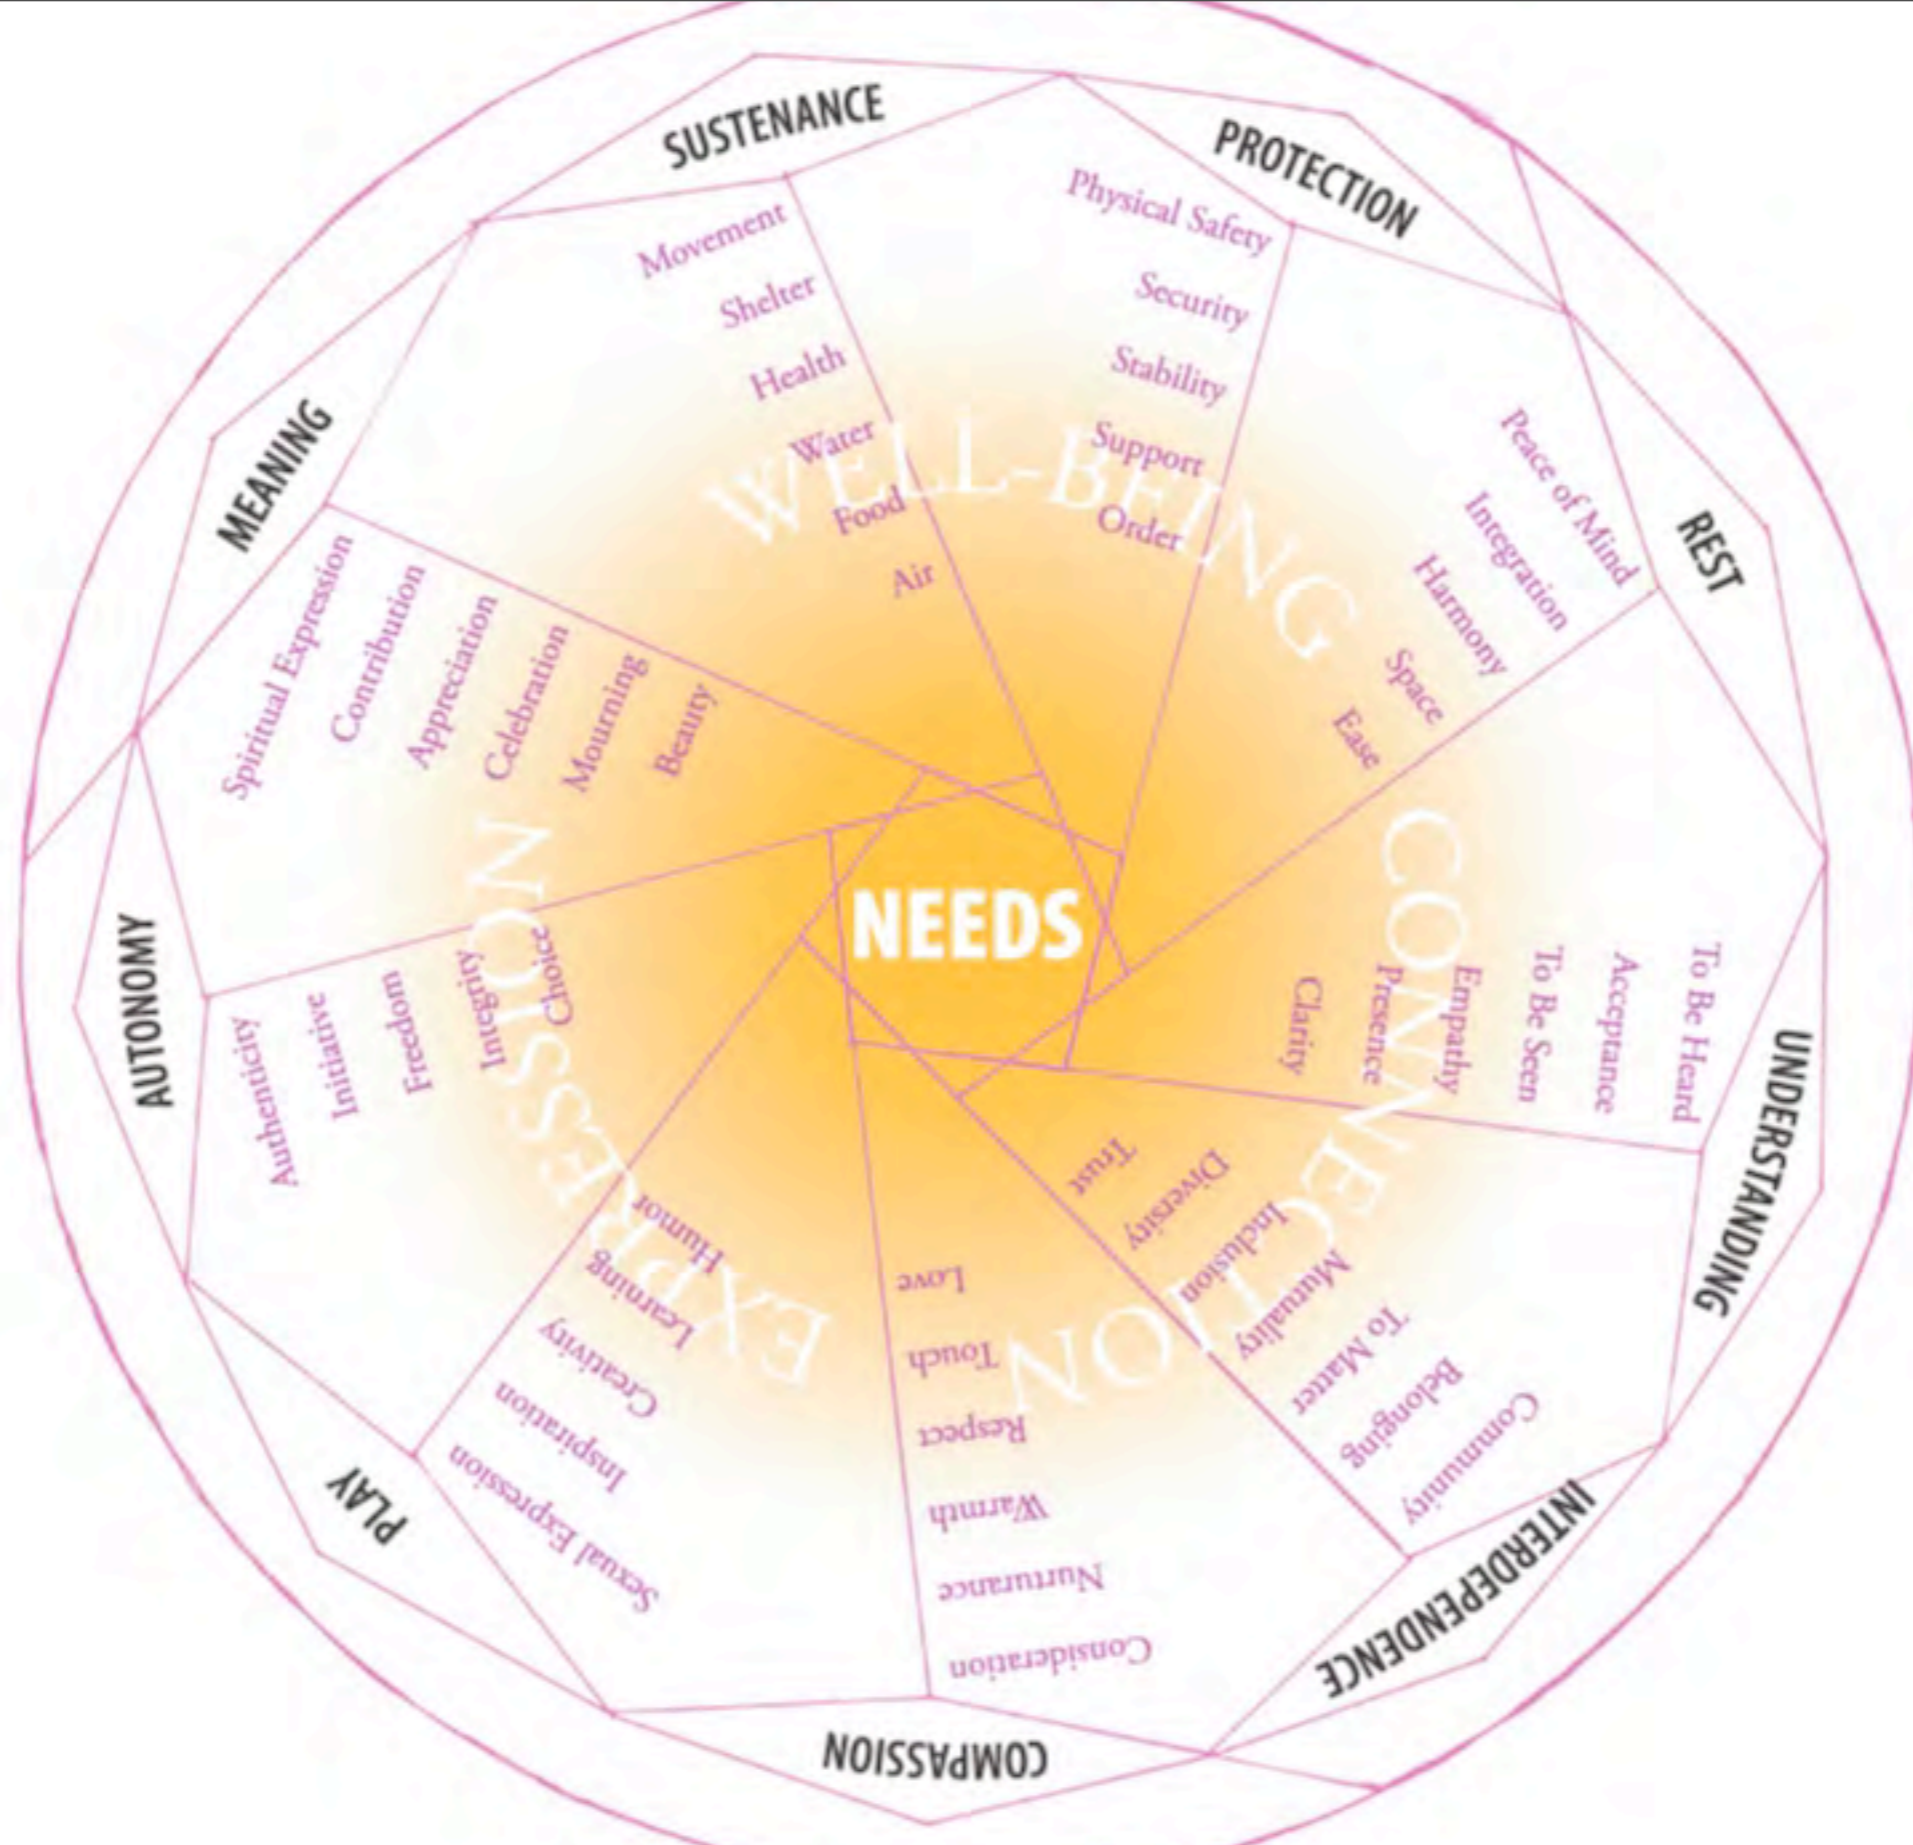 NEEDS
WELL-BEING
SUSTENANCE
Movement
Shelter
Health
Water
Food
Air
PROTECTION
Physical Safety
Security
Stability
Support
Order
REST
Peace of Mind
Integration
Harmony
Space
Ease
CONNECTION
UNDERSTANDING
To Be Heard
Acceptance
To Be Seen
Empathy
Presence
Clarity
INTERDEPENDENCE
Community
Belonging
To Matter
Mutuality
Inclusion
Diversity
Trust
COMPASSION
Consideration
Nurturance
Warmth
Respect
Touch
Love
EXPRESSION
PLAY
Sexual Expression
Inspiration
Creativity
Learning
Humor
AUTONOMY
Authenticity
Initiative
Freedom
Integrity
Choice
MEANING
Spiritual Expression
Contribution
Appreciation
Celebration
Mourning
Beauty